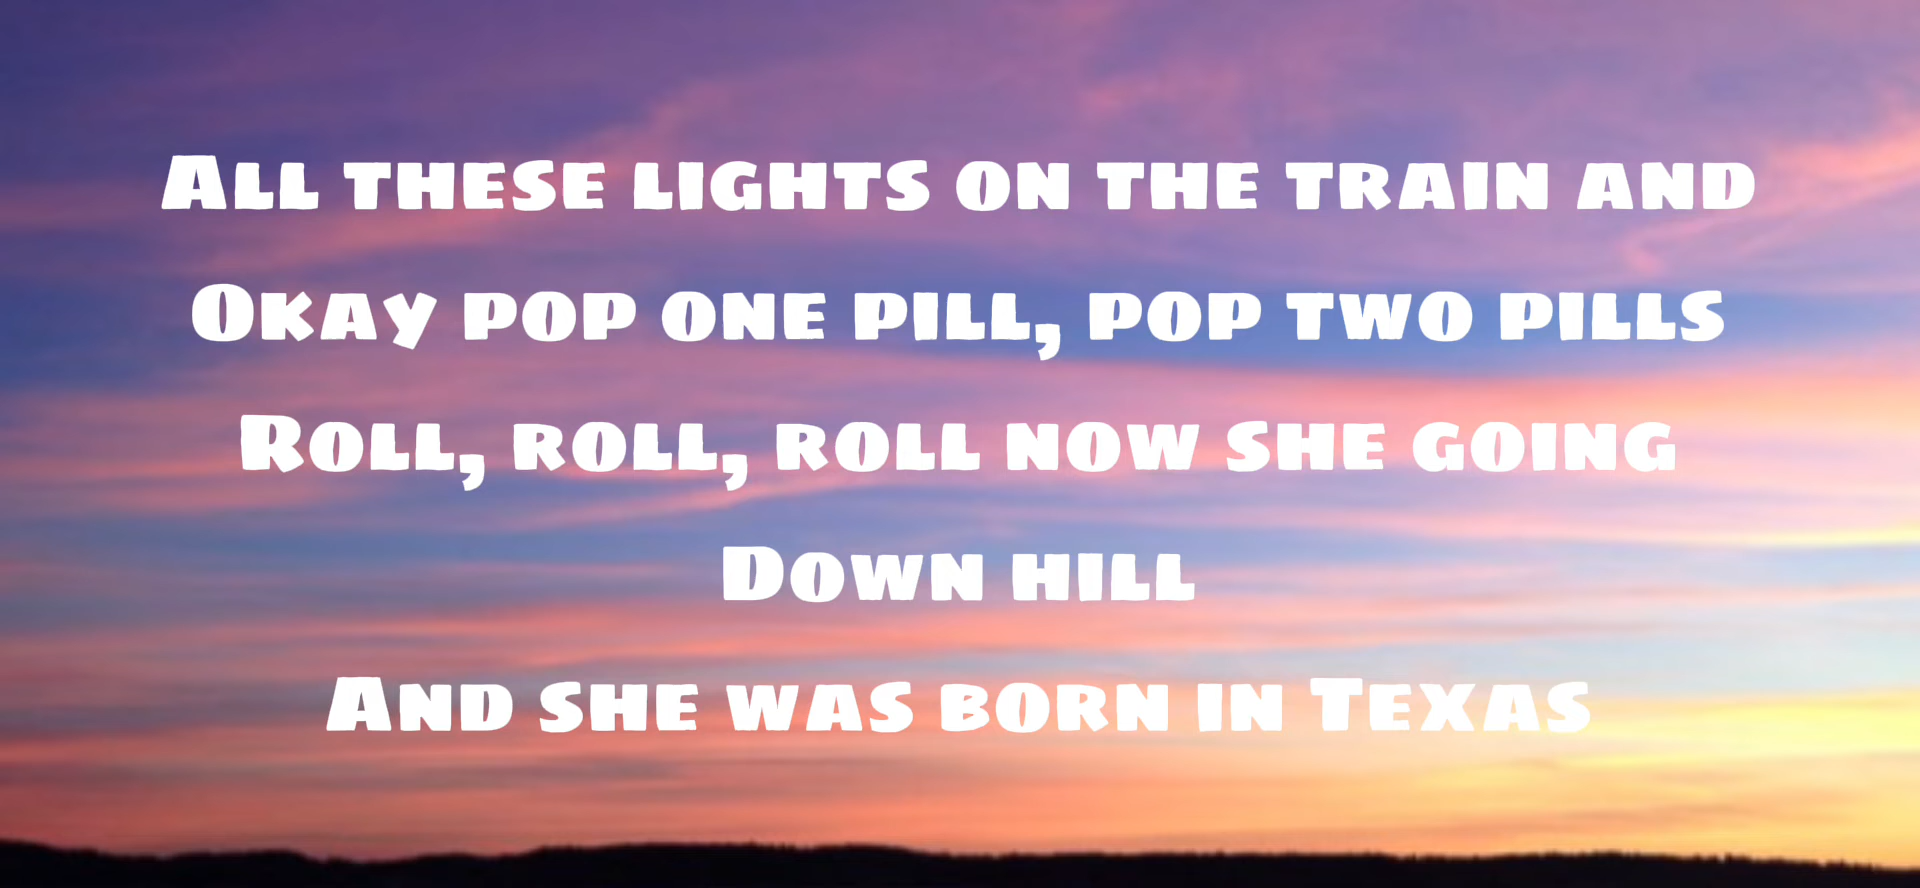 All these lights on the train and
Okay pop one pill, pop two pills
Roll, roll, roll now she going
Down hill
And she was born in Texas